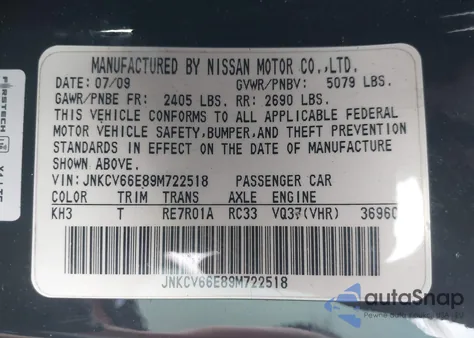 MANUFACTURED BY NISSAN MOTOR CO.,LTD.
DATE: 07/09 GVWR/PNBV: 5079 LBS.
GAWR/PNBE FR: 2405 LBS. RR: 2690 LBS.
THIS VEHICLE CONFORMS TO ALL APPLICABLE FEDERAL
MOTOR VEHICLE SAFETY,BUMPER,AND THEFT PREVENTION
STANDARDS IN EFFECT ON THE DATE OF MANUFACTURE
SHOWN ABOVE.
VIN: JNKCV66E89M722518 PASSENGER CAR
COLOR TRIM TRANS AXLE ENGINE
KH3 T RE7R01A RC33 VQ37(VHR) 3696C
JNKCV66E89M722518
autoSnap